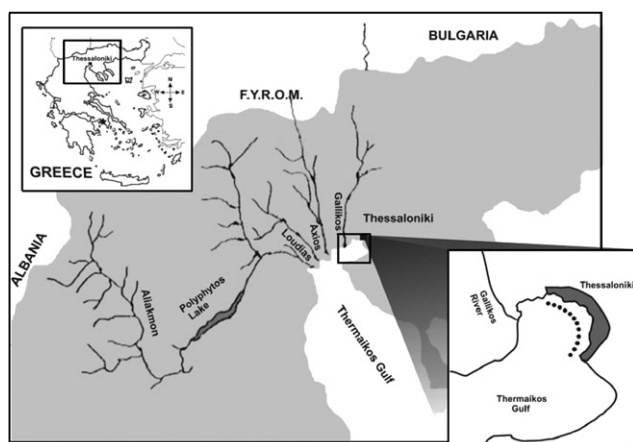 BULGARIA
Thessaloniki
N
W E
S
F.Y.R.O.M.
GREECE
ALBANIA
Gallikos
Thessaloniki
Axios
Loudias
Polyphytos
Lake
Aliakmon
Thermaikos Gulf
Thessaloniki
Gallikos
River
Thermaikos
Gulf